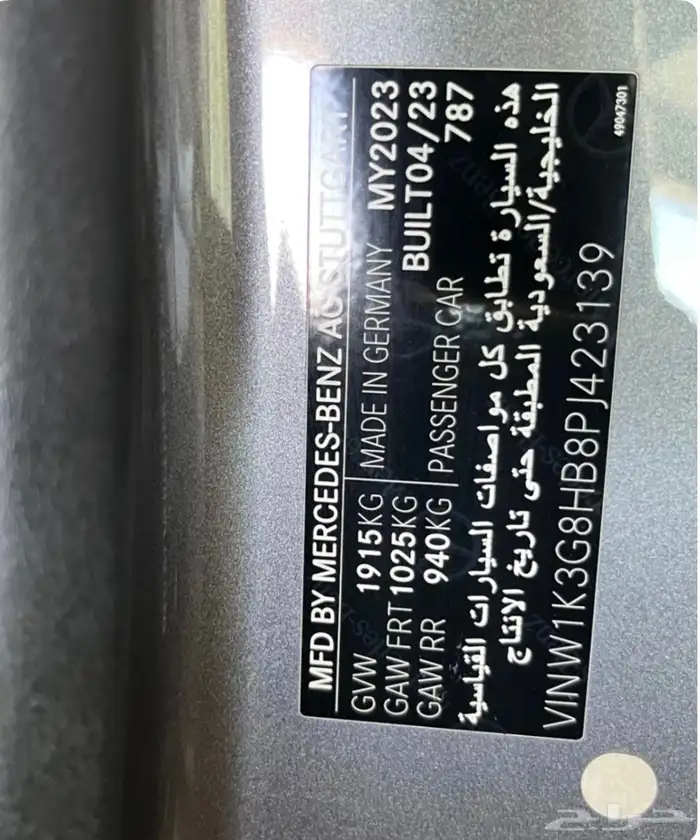 MFD BY MERCEDES-BENZ AG STUTTGART
GVW 1915KG MADE IN GERMANY MY2023
GAW FRT 1025KG BUILT04/23
GAW RR 940KG PASSENGER CAR 787
هذه السيارة تطابق كل مواصفات السيارات القياسية
الخليجية/السعودية المطبقة حتى تاريخ الانتاج
VINW1K3G8HB8PJ423139
49047301
حراج